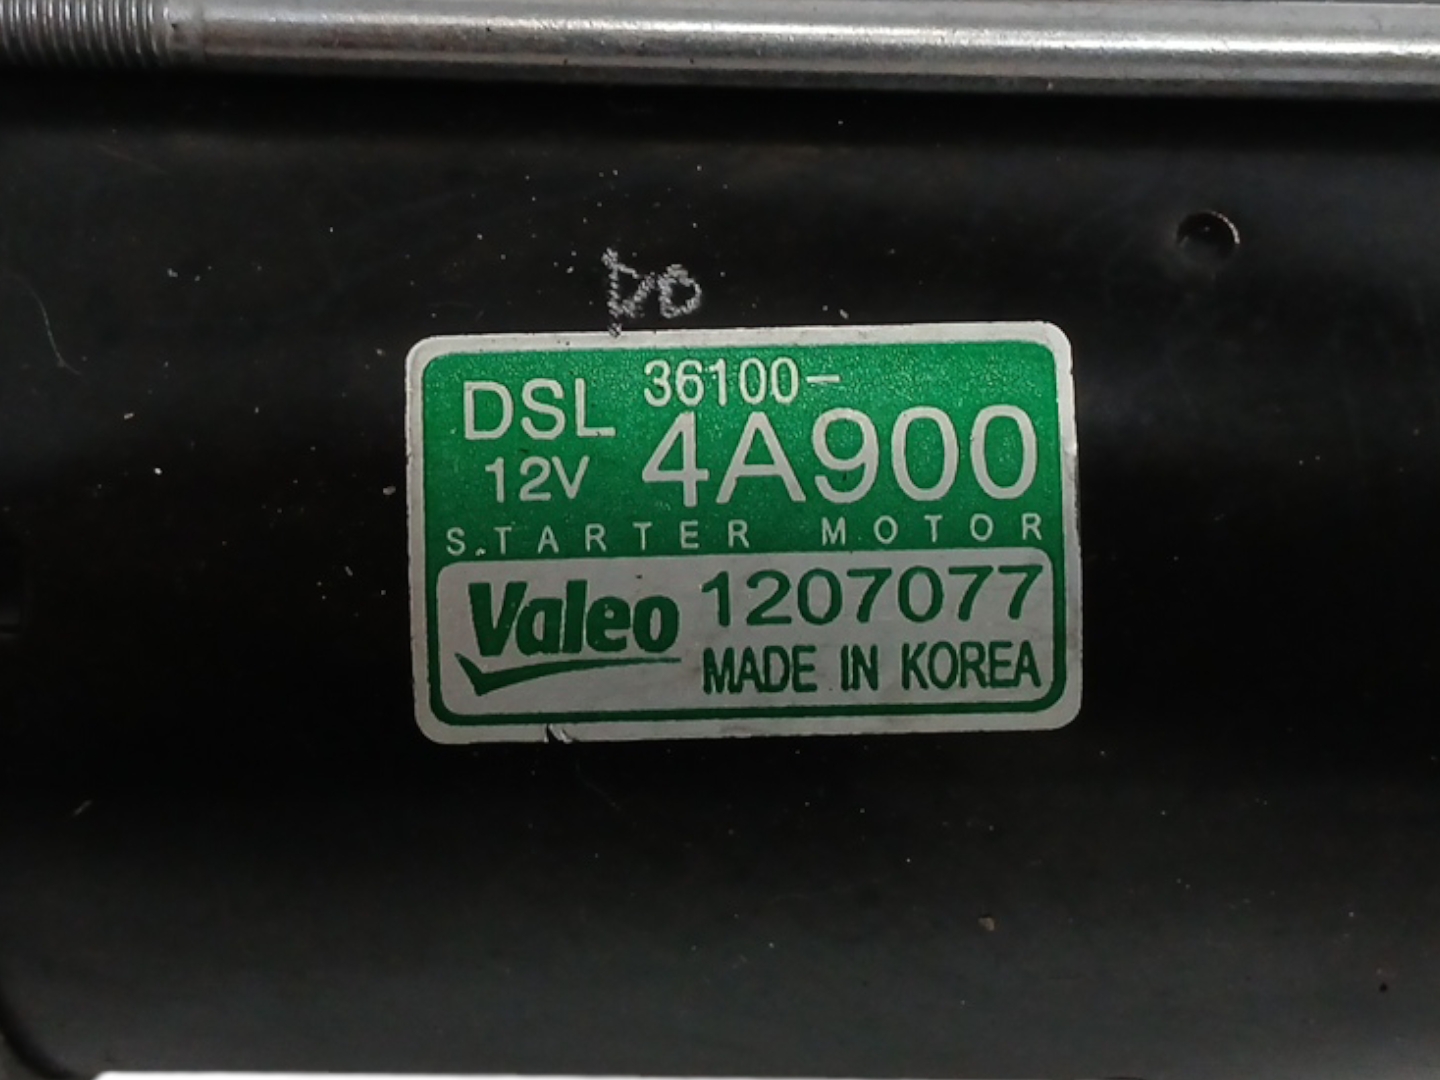 DSL 36100-
12V 4A900
STARTER MOTOR
Valeo 1207077
MADE IN KOREA